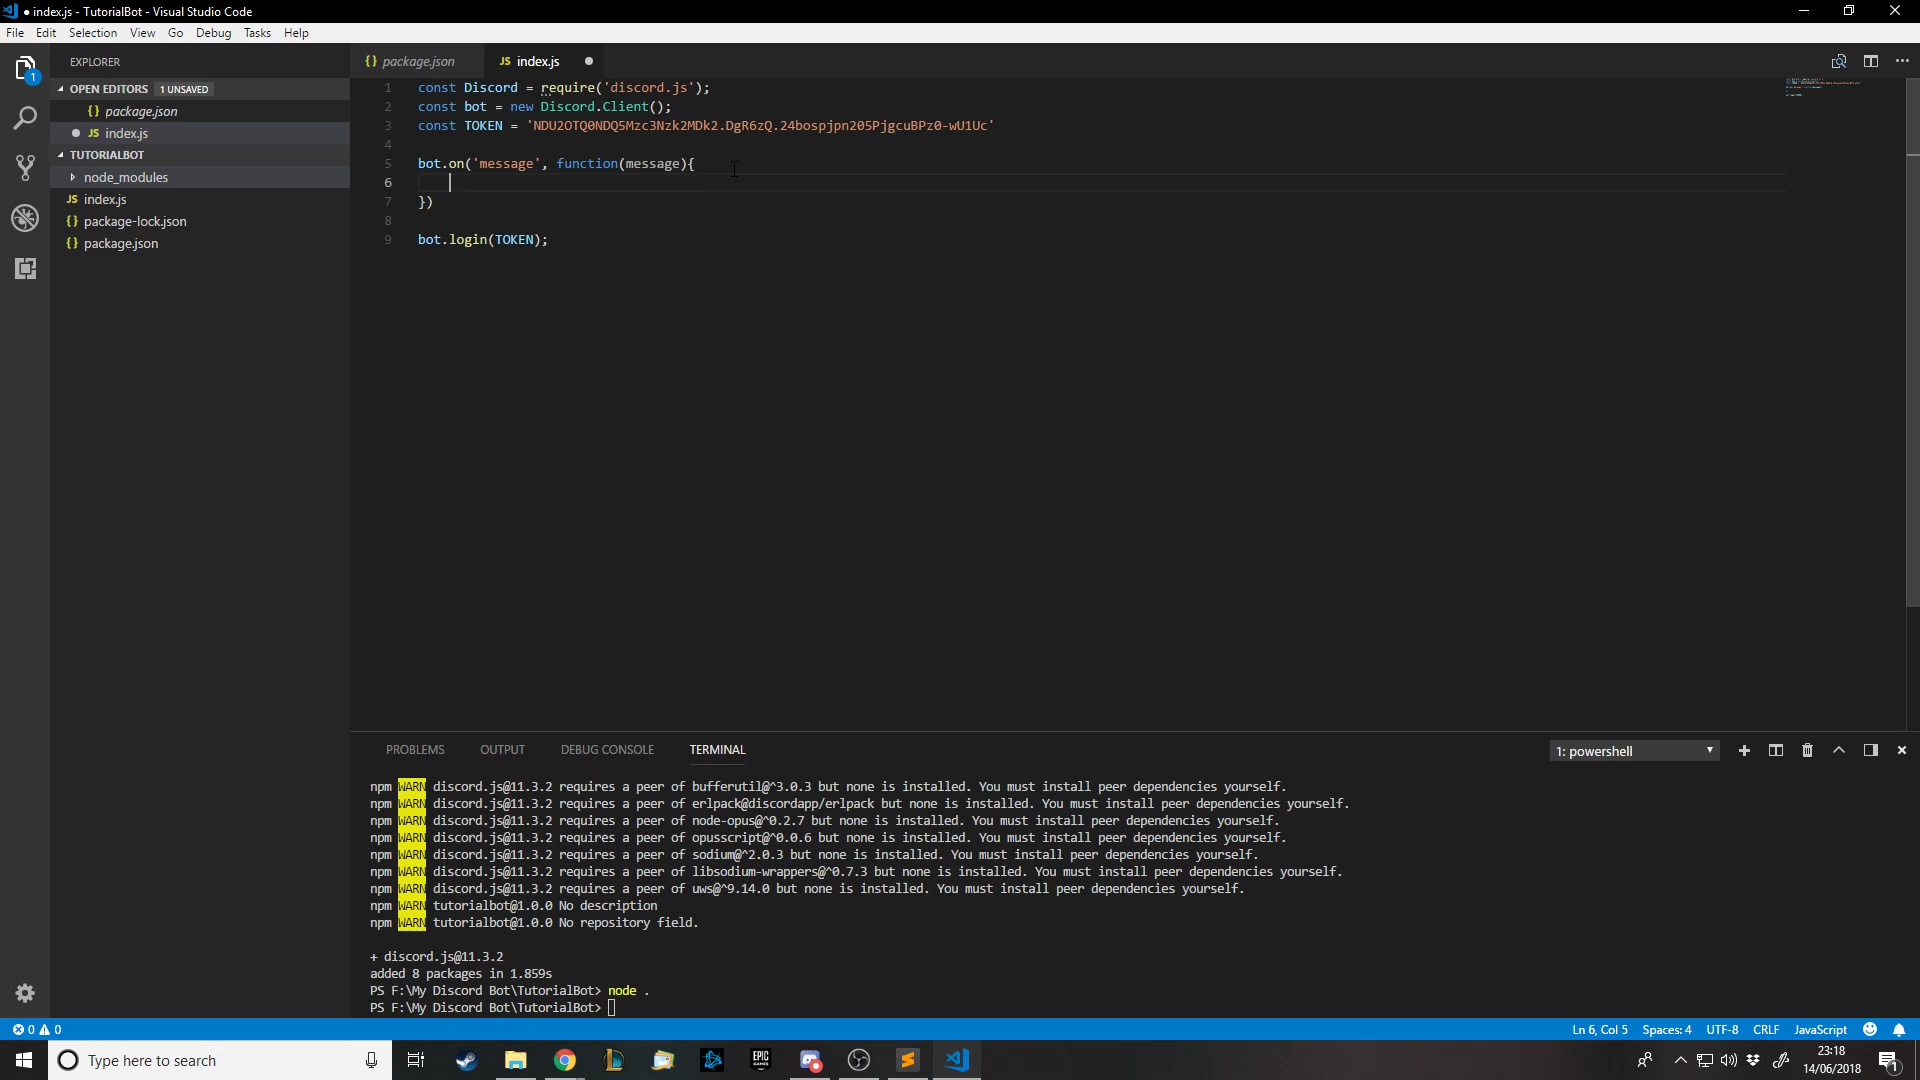 ● index.js - TutorialBot - Visual Studio Code
File Edit Selection View Go Debug Tasks Help
1
EXPLORER
OPEN EDITORS 1 UNSAVED
{} package.json
● JS index.js
TUTORIALBOT
node_modules
JS index.js
{} package-lock.json
{} package.json
{} package.json
JS index.js ●
1 const Discord = require('discord.js');
2 const bot = new Discord.Client();
3 const TOKEN = 'NDU2OTQ0NDQ5Mzc3Nzk2MDk2.DgR6zQ.24bospjpn205PjgcuBPz0-wU1Uc'
4
5 bot.on('message', function(message){
6
7 })
8
9 bot.login(TOKEN);
PROBLEMS OUTPUT DEBUG CONSOLE TERMINAL
1: powershell
npm WARN discord.js@11.3.2 requires a peer of bufferutil@^3.0.3 but none is installed. You must install peer dependencies yourself.
npm WARN discord.js@11.3.2 requires a peer of erlpack@discordapp/erlpack but none is installed. You must install peer dependencies yourself.
npm WARN discord.js@11.3.2 requires a peer of node-opus@^0.2.7 but none is installed. You must install peer dependencies yourself.
npm WARN discord.js@11.3.2 requires a peer of opusscript@^0.0.6 but none is installed. You must install peer dependencies yourself.
npm WARN discord.js@11.3.2 requires a peer of sodium@^2.0.3 but none is installed. You must install peer dependencies yourself.
npm WARN discord.js@11.3.2 requires a peer of libsodium-wrappers@^0.7.3 but none is installed. You must install peer dependencies yourself.
npm WARN discord.js@11.3.2 requires a peer of uws@^9.14.0 but none is installed. You must install peer dependencies yourself.
npm WARN tutorialbot@1.0.0 No description
npm WARN tutorialbot@1.0.0 No repository field.
+ discord.js@11.3.2
added 8 packages in 1.859s
PS F:\My Discord Bot\TutorialBot> node .
PS F:\My Discord Bot\TutorialBot>
0 0
Ln 6, Col 5 Spaces: 4 UTF-8 CRLF JavaScript
Type here to search
EPIC GAMES
23:18
14/06/2018
1